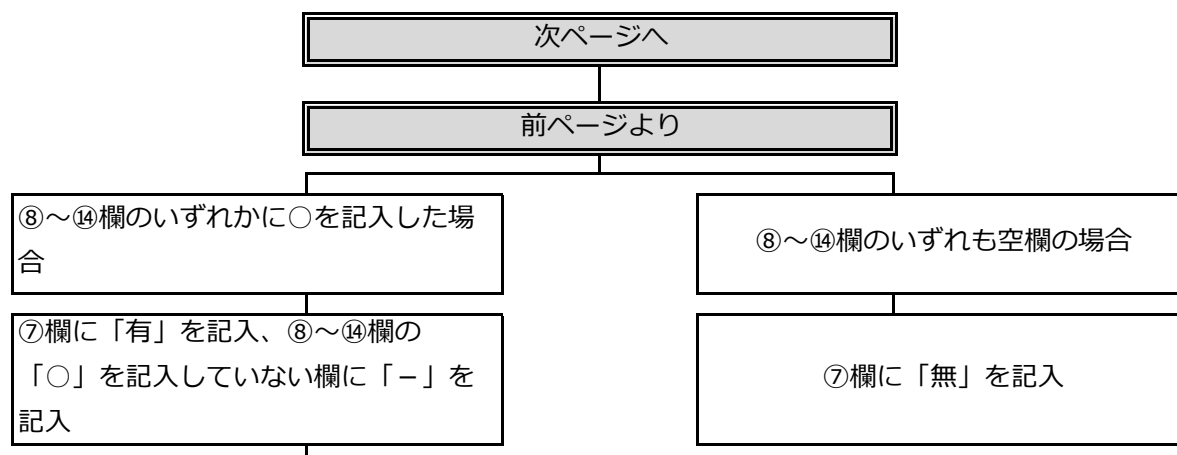 次ページへ
前ページより
⑧～⑭欄のいずれかに○を記入した場
合
⑧～⑭欄のいずれも空欄の場合
⑦欄に「有」を記入、⑧～⑭欄の
「○」を記入していない欄に「－」を
記入
⑦欄に「無」を記入